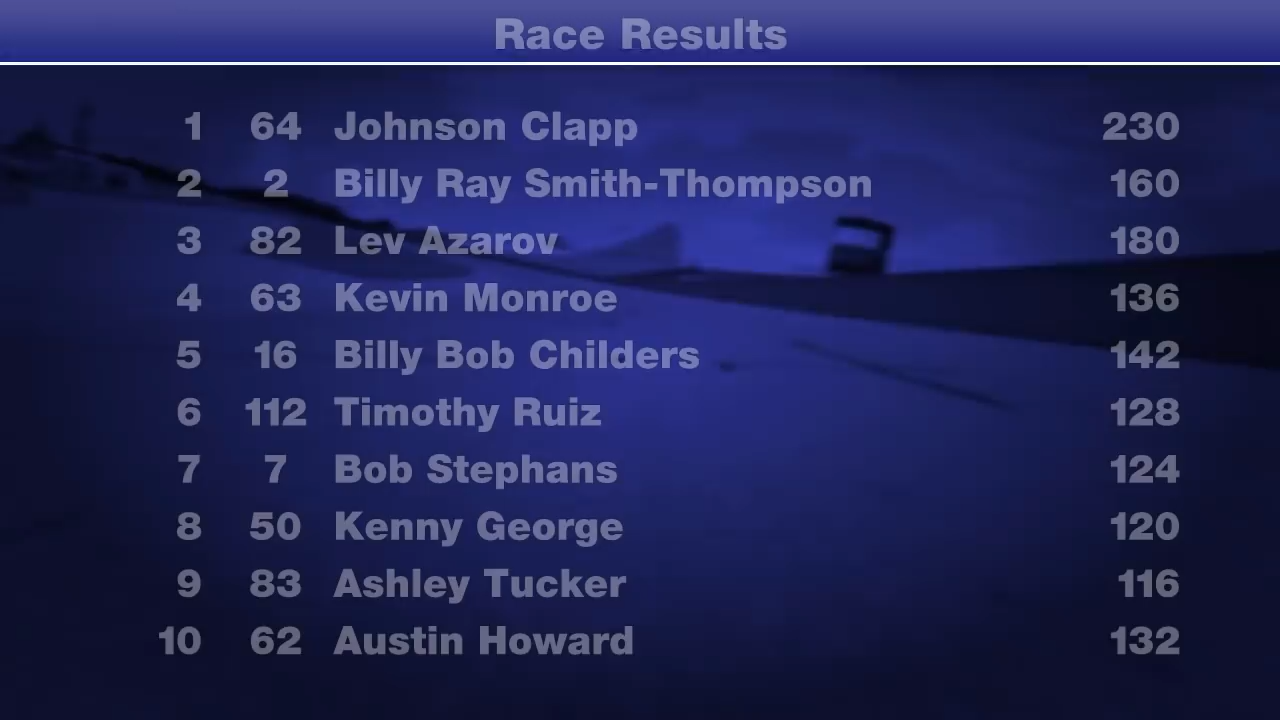 Race Results
1 64 Johnson Clapp 230
2 2 Billy Ray Smith-Thompson 160
3 82 Lev Azarov 180
4 63 Kevin Monroe 136
5 16 Billy Bob Childers 142
6 112 Timothy Ruiz 128
7 7 Bob Stephans 124
8 50 Kenny George 120
9 83 Ashley Tucker 116
10 62 Austin Howard 132